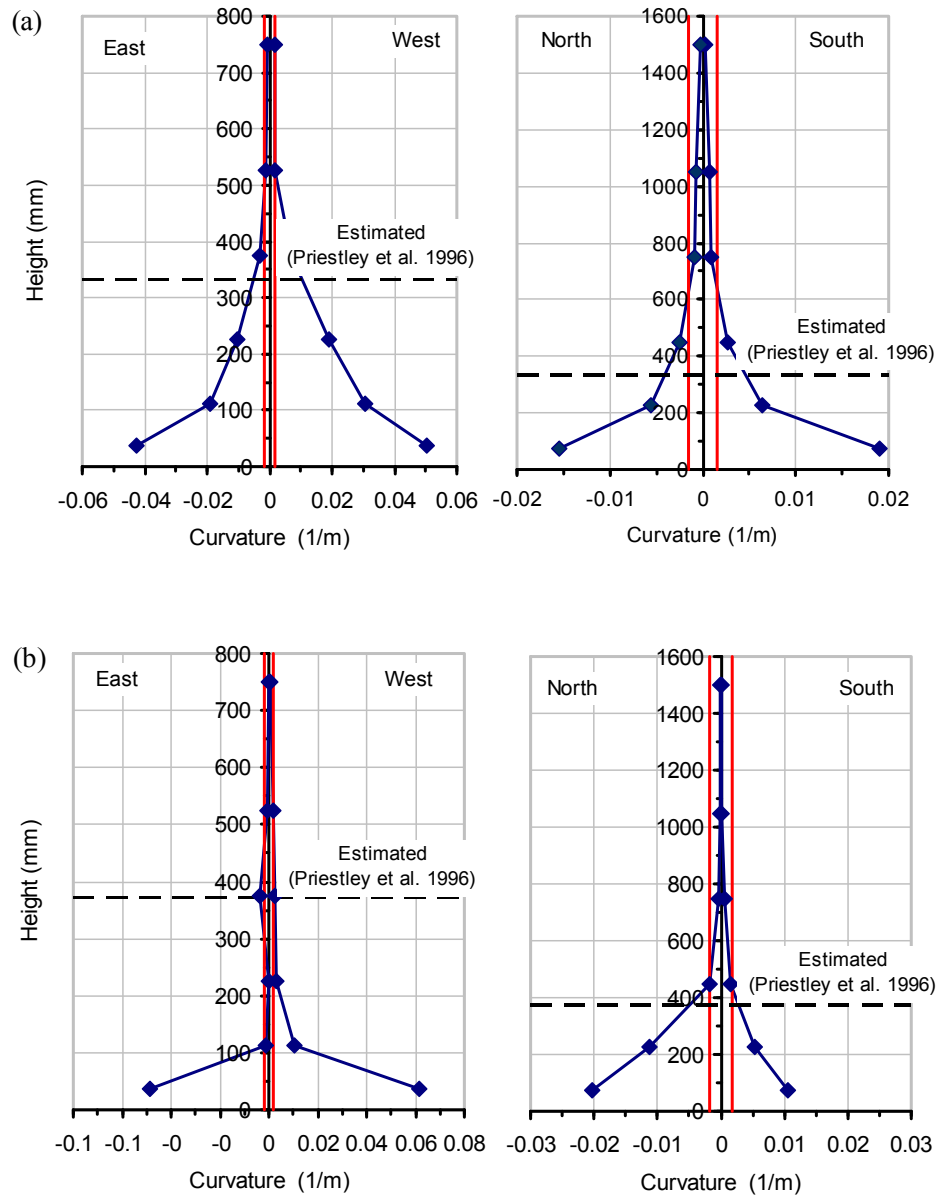 (a)
800
700
600
500
400
300
200
100
0
East
West
Estimated
(Priestley et al. 1996)
Height (mm)
-0.06 -0.04 -0.02 0 0.02 0.04 0.06
Curvature (1/m)
1600
1400
1200
1000
800
600
400
200
0
North
South
Estimated
(Priestley et al. 1996)
-0.02 -0.01 0 0.01 0.02
Curvature (1/m)
(b)
800
700
600
500
400
300
200
100
0
East
West
Estimated
(Priestley et al. 1996)
Height (mm)
-0.1 -0.1 -0 -0 0 0.02 0.04 0.06 0.08
Curvature (1/m)
1600
1400
1200
1000
800
600
400
200
0
North
South
Estimated
(Priestley et al. 1996)
-0.03 -0.02 -0.01 0 0.01 0.02 0.03
Curvature (1/m)